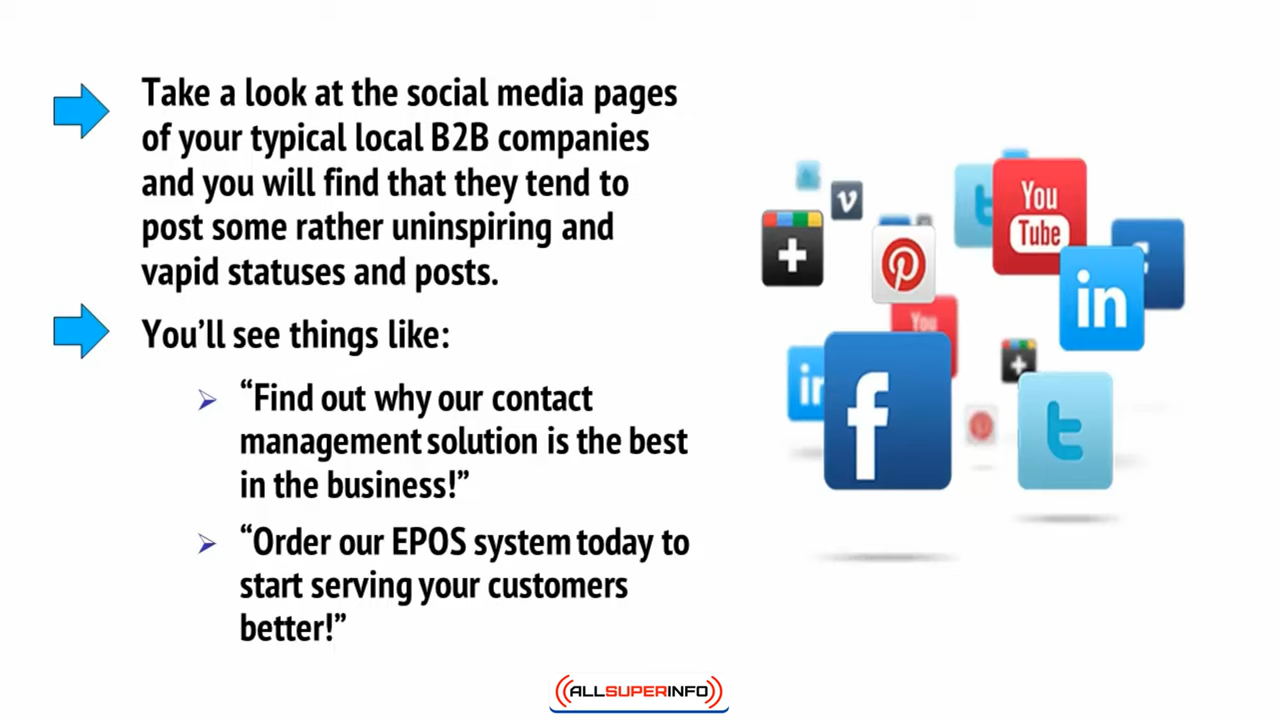 Take a look at the social media pages
of your typical local B2B companies
and you will find that they tend to
post some rather uninspiring and
vapid statuses and posts.
You’ll see things like:
“Find out why our contact
management solution is the best
in the business!”
“Order our EPOS system today to
start serving your customers
better!”
You
Tube
in
You
in
f
t
ALLSUPERINFO